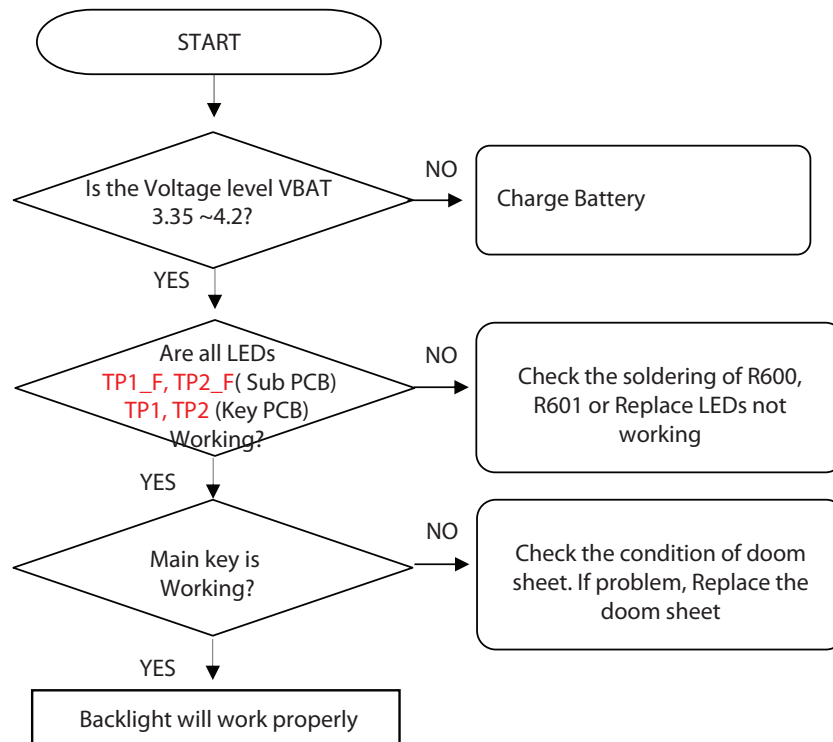 START
Is the Voltage level VBAT
3.35 ~4.2?
NO
Charge Battery
YES
Are all LEDs
TP1_F, TP2_F( Sub PCB)
TP1, TP2 (Key PCB)
Working?
NO
Check the soldering of R600,
R601 or Replace LEDs not
working
YES
Main key is
Working?
NO
Check the condition of doom
sheet. If problem, Replace the
doom sheet
YES
Backlight will work properly